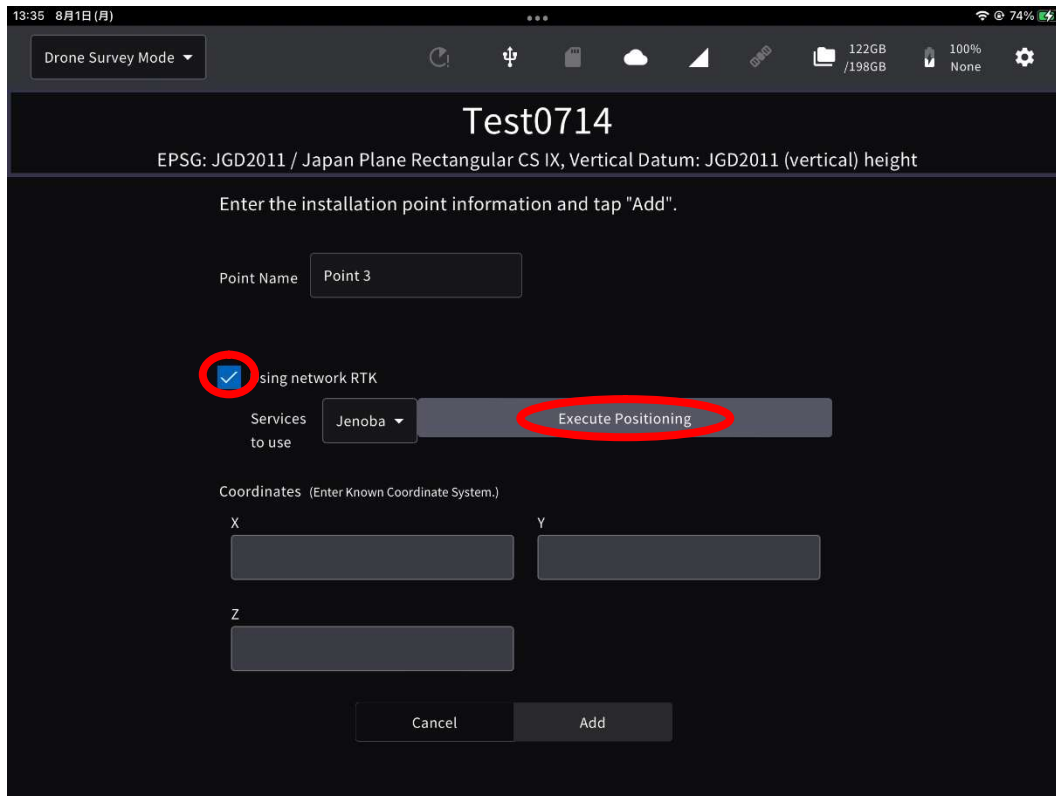 13:35 8月1日(月)
74%
Drone Survey Mode
122GB
/198GB
100%
None
Test0714
EPSG: JGD2011 / Japan Plane Rectangular CS IX, Vertical Datum: JGD2011 (vertical) height
Enter the installation point information and tap "Add".
Point Name
Point 3
sing network RTK
Services
to use
Jenoba
Execute Positioning
Coordinates (Enter Known Coordinate System.)
X
Y
Z
Cancel
Add